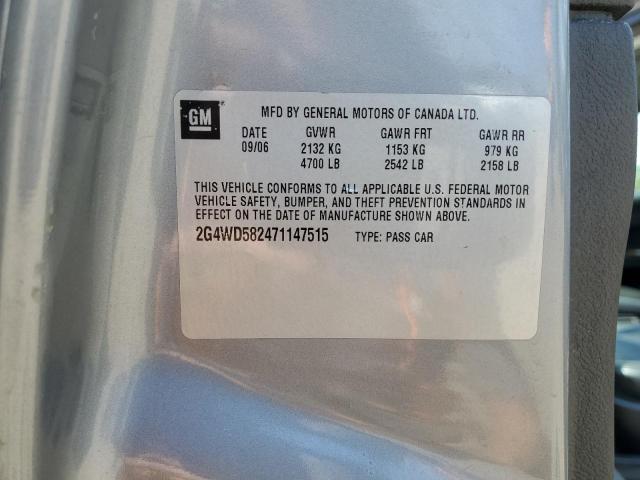 GM
MFD BY GENERAL MOTORS OF CANADA LTD.
DATE GVWR GAWR FRT GAWR RR
09/06 2132 KG 1153 KG 979 KG
4700 LB 2542 LB 2158 LB
THIS VEHICLE CONFORMS TO ALL APPLICABLE U.S. FEDERAL MOTOR
VEHICLE SAFETY, BUMPER, AND THEFT PREVENTION STANDARDS IN
EFFECT ON THE DATE OF MANUFACTURE SHOWN ABOVE.
2G4WD582471147515 TYPE: PASS CAR